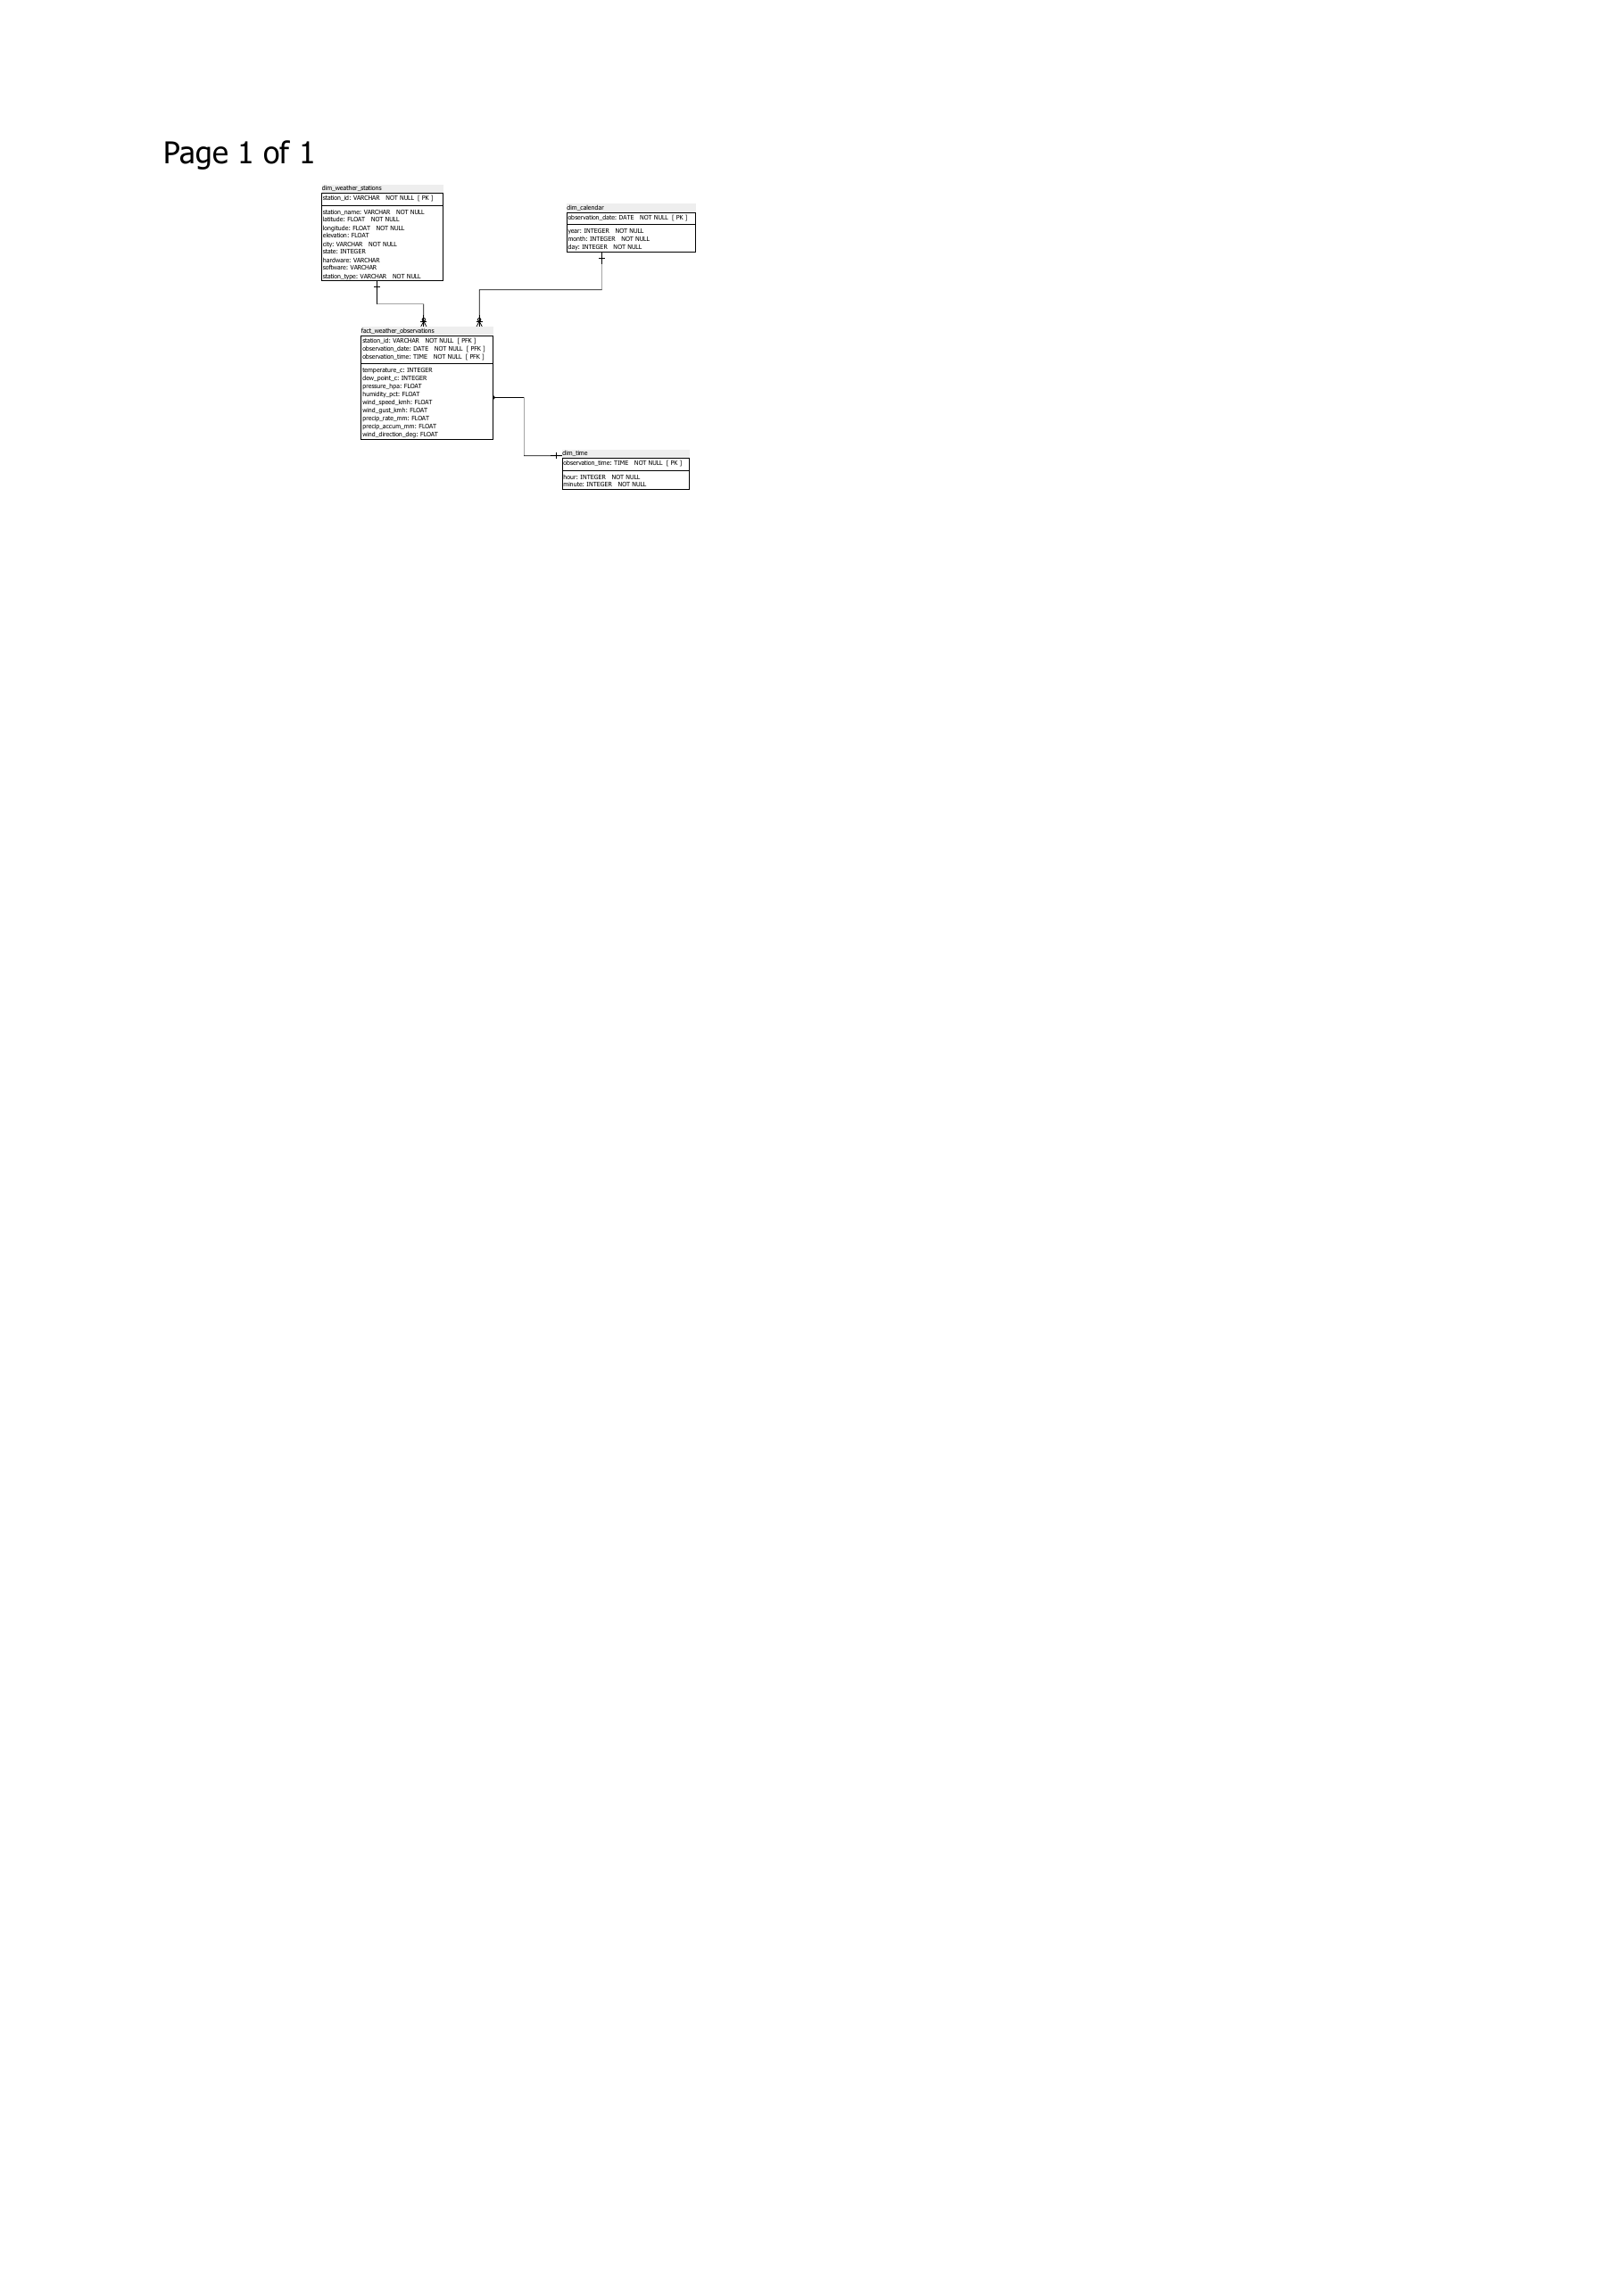 Page 1 of 1
dim_weather_stations
station_id: VARCHAR NOT NULL [ PK ]
station_name: VARCHAR NOT NULL
latitude: FLOAT NOT NULL
longitude: FLOAT NOT NULL
elevation: FLOAT
city: VARCHAR NOT NULL
state: INTEGER
hardware: VARCHAR
software: VARCHAR
station_type: VARCHAR NOT NULL
dim_calendar
observation_date: DATE NOT NULL [ PK ]
year: INTEGER NOT NULL
month: INTEGER NOT NULL
day: INTEGER NOT NULL
fact_weather_observations
station_id: VARCHAR NOT NULL [ PFK ]
observation_date: DATE NOT NULL [ PFK ]
observation_time: TIME NOT NULL [ PFK ]
temperature_c: INTEGER
dew_point_c: INTEGER
pressure_hpa: FLOAT
humidity_pct: FLOAT
wind_speed_kmh: FLOAT
wind_gust_kmh: FLOAT
precip_rate_mm: FLOAT
precip_accum_mm: FLOAT
wind_direction_deg: FLOAT
dim_time
observation_time: TIME NOT NULL [ PK ]
hour: INTEGER NOT NULL
minute: INTEGER NOT NULL